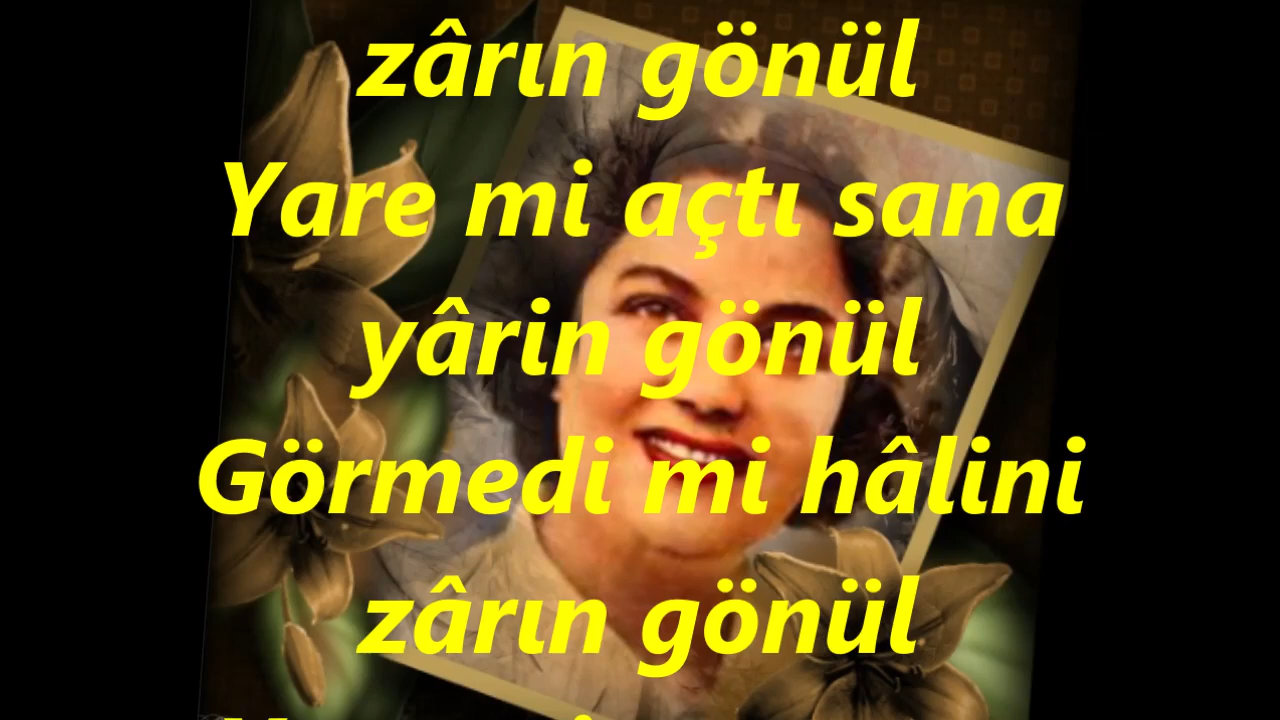 zârın gönül
Yare mi açtı sana
yârin gönül
Görmedi mi hâlini
zârın gönül